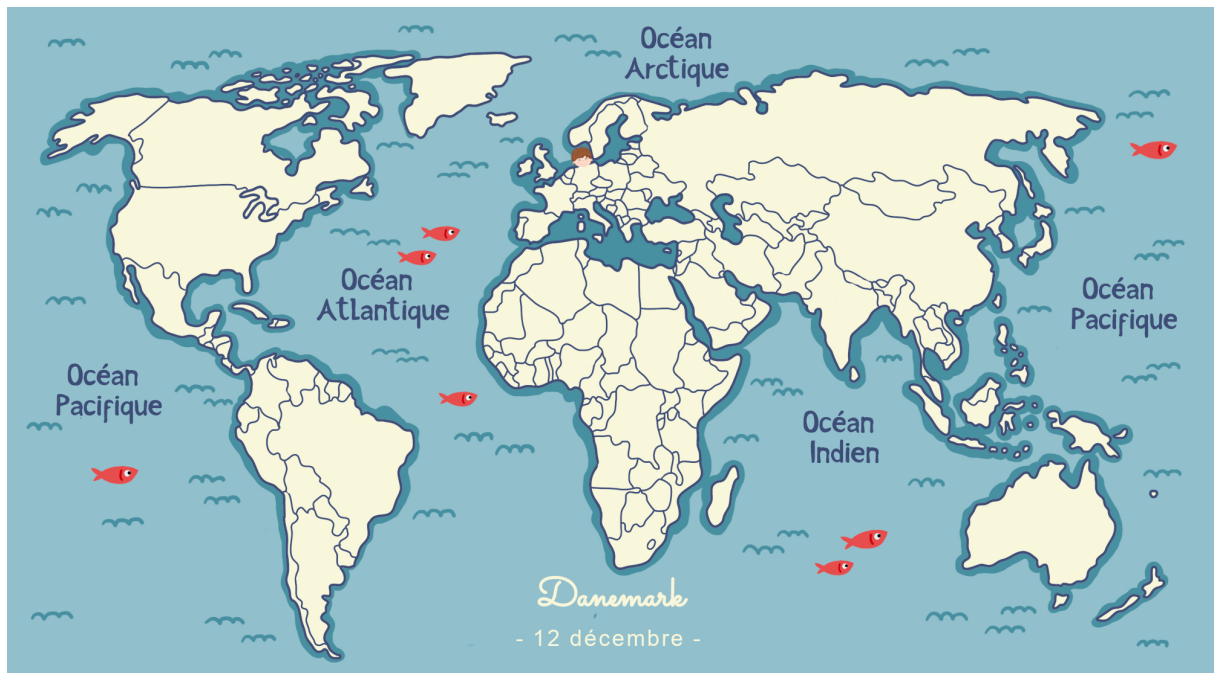 Océan
Arctique
Océan
Atlantique
Océan
Pacifique
Océan
Pacifique
Océan
Indien
Danemark
- 12 décembre -